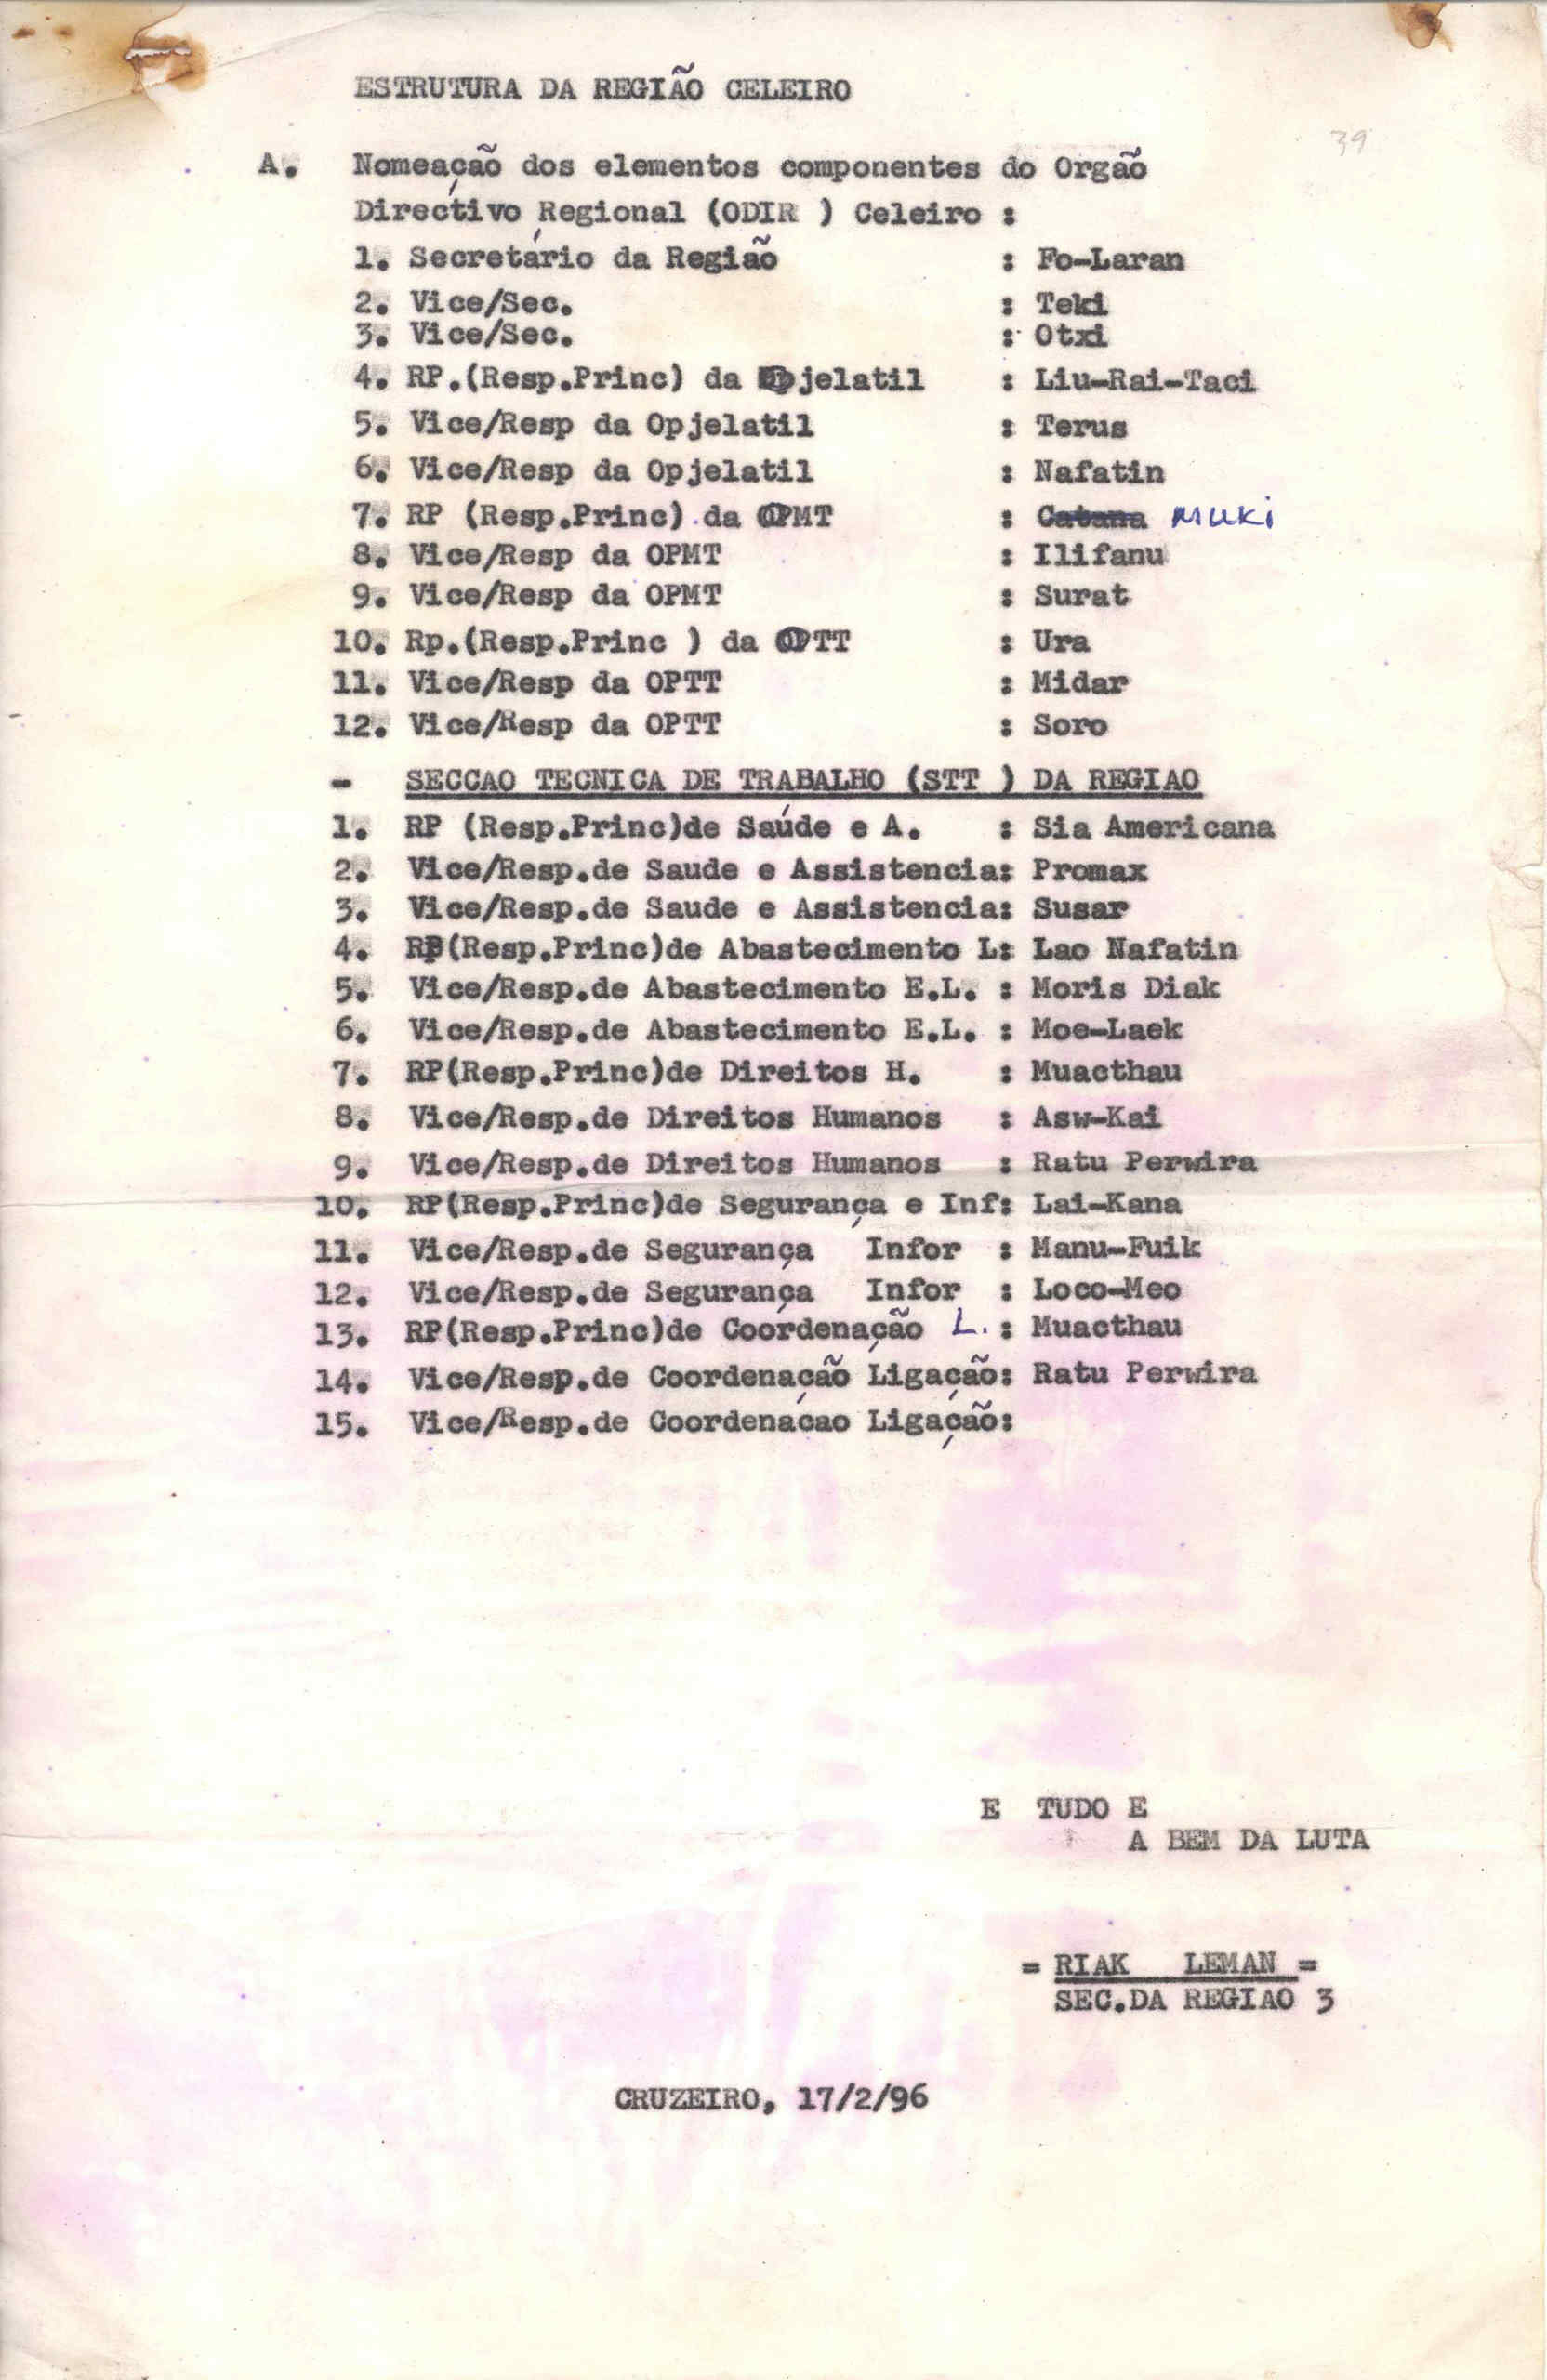 ESTRUTURA DA REGIÃO CELEIRO
39
A. Nomeação dos elementos componentes do Orgão
Directivo Regional (ODIR ) Celeiro :
1. Secretário da Região : Fo-Laran
2. Vice/Sec. : Teki
3. Vice/Sec. : Otxi
4. RP.(Resp.Princ) da Opjelatil : Liu-Rai-Taci
5. Vice/Resp da Opjelatil : Terus
6. Vice/Resp da Opjelatil : Nafatin
7. RP (Resp.Princ) da OPMT : Catana MUKi
8. Vice/Resp da OPMT : Ilifanu
9. Vice/Resp da OPMT : Surat
10. Rp.(Resp.Princ ) da OPTT : Ura
11. Vice/Resp da OPTT : Midar
12. Vice/Resp da OPTT : Soro
- SECCAO TECNICA DE TRABALHO (STT ) DA REGIAO
1. RP (Resp.Princ)de Saúde e A. : Sia Americana
2. Vice/Resp.de Saude e Assistencia: Promax
3. Vice/Resp.de Saude e Assistencia: Susar
4. RP(Resp.Princ)de Abastecimento L: Lao Nafatin
5. Vice/Resp.de Abastecimento E.L. : Moris Diak
6. Vice/Resp.de Abastecimento E.L. : Moe-Laek
7. RP(Resp.Princ)de Direitos H. : Muacthau
8. Vice/Resp.de Direitos Humanos : Asw-Kai
9. Vice/Resp.de Direitos Humanos : Ratu Perwira
10. RP(Resp.Princ)de Segurança e Inf: Lai-Kana
11. Vice/Resp.de Segurança Infor : Manu-Fuik
12. Vice/Resp.de Segurança Infor : Loco-Meo
13. RP(Resp.Princ)de Coordenação L. : Muacthau
14. Vice/Resp.de Coordenacão Ligação: Ratu Perwira
15. Vice/Resp.de Coordenácao Ligação:
E TUDO E
A BEM DA LUTA
= RIAK LEMAN =
SEC.DA REGIAO 3
CRUZEIRO, 17/2/96